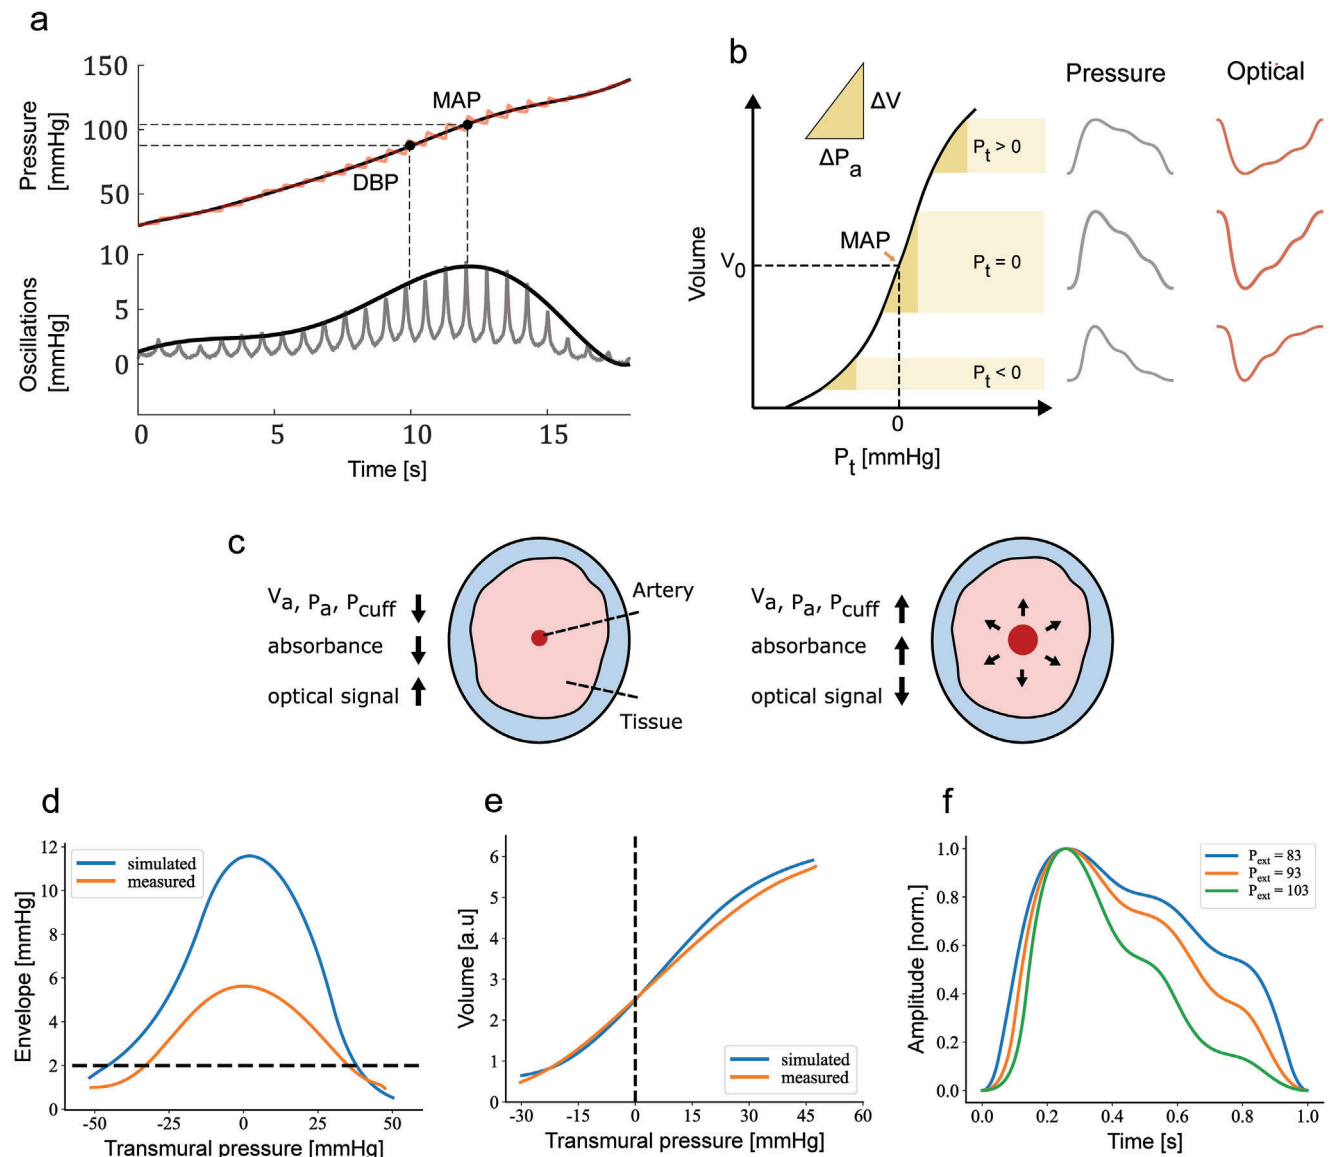 a
150
100
50
Pressure
[mmHg]
MAP
DBP
10
5
0
Oscillations
[mmHg]
0
5
10
15
Time [s]
b
ΔV
ΔPa
Pressure
Optical
Pt > 0
MAP
Pt = 0
V0
Volume
Pt < 0
0
Pt [mmHg]
c
Va, Pa, Pcuff
absorbance
optical signal
Artery
Tissue
Va, Pa, Pcuff
absorbance
optical signal
d
12
10
8
6
4
2
0
Envelope [mmHg]
simulated
measured
-50
-25
0
25
50
Transmural pressure [mmHg]
e
6
5
4
3
2
1
0
Volume [a.u]
simulated
measured
-30
-15
0
15
30
45
60
Transmural pressure [mmHg]
f
1.0
0.8
0.6
0.4
0.2
0.0
Amplitude [norm.]
Pext = 83
Pext = 93
Pext = 103
0.0
0.2
0.4
0.6
0.8
1.0
Time [s]